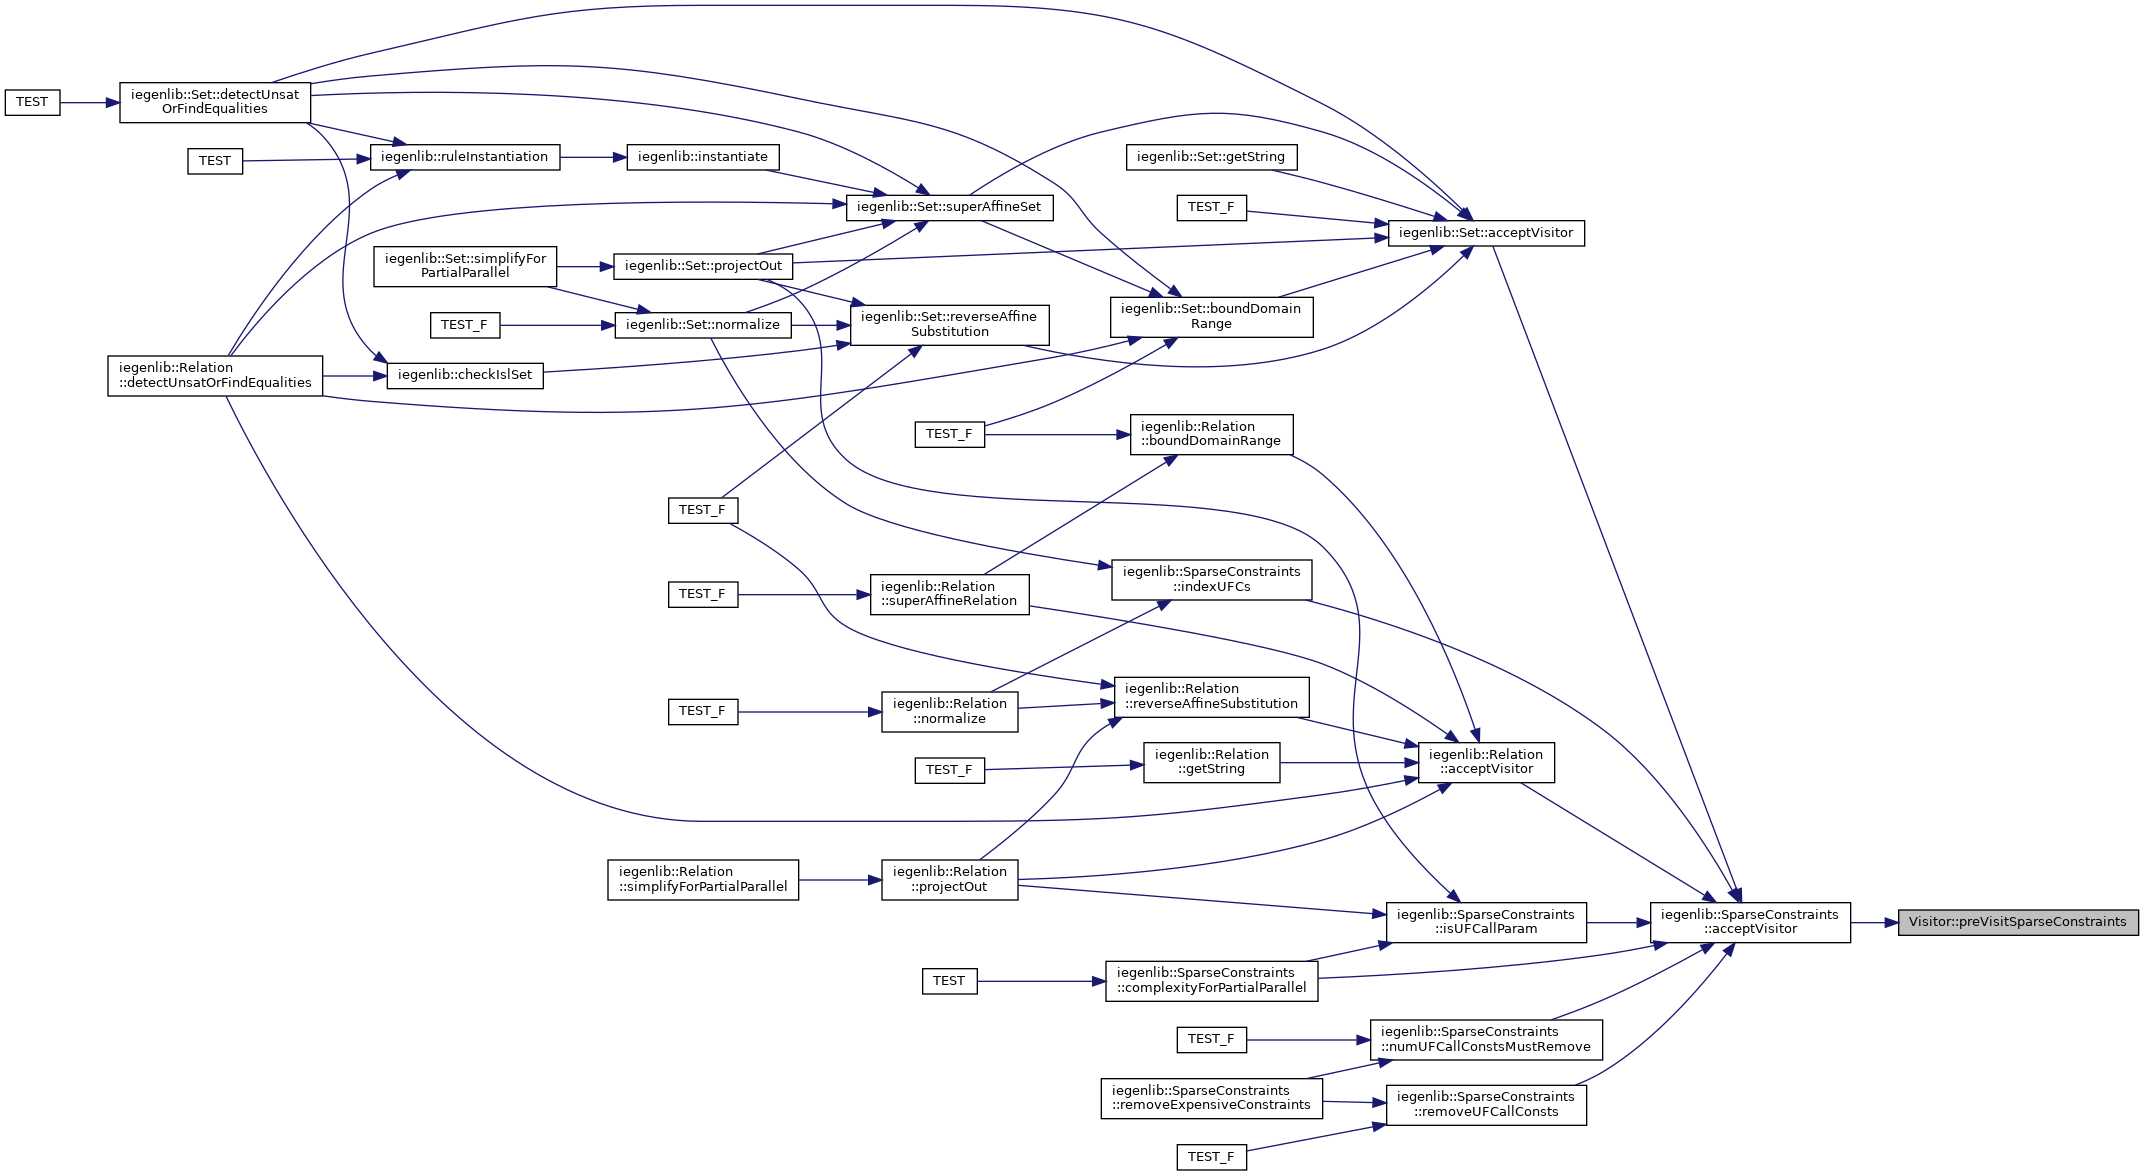 TEST
iegenlib::Set::detectUnsat
OrFindEqualities
TEST
iegenlib::ruleInstantiation
iegenlib::instantiate
iegenlib::Set::superAffineSet
iegenlib::Set::getString
TEST_F
iegenlib::Set::acceptVisitor
iegenlib::Set::simplifyFor
PartialParallel
iegenlib::Set::projectOut
TEST_F
iegenlib::Set::normalize
iegenlib::Set::reverseAffine
Substitution
iegenlib::Set::boundDomain
Range
iegenlib::Relation
::detectUnsatOrFindEqualities
iegenlib::checkIslSet
TEST_F
iegenlib::Relation
::boundDomainRange
TEST_F
iegenlib::SparseConstraints
::indexUFCs
TEST_F
iegenlib::Relation
::superAffineRelation
TEST_F
iegenlib::Relation
::normalize
iegenlib::Relation
::reverseAffineSubstitution
TEST_F
iegenlib::Relation
::getString
iegenlib::Relation
::acceptVisitor
iegenlib::Relation
::simplifyForPartialParallel
iegenlib::Relation
::projectOut
iegenlib::SparseConstraints
::isUFCallParam
iegenlib::SparseConstraints
::acceptVisitor
Visitor::preVisitSparseConstraints
TEST
iegenlib::SparseConstraints
::complexityForPartialParallel
TEST_F
iegenlib::SparseConstraints
::numUFCallConstsMustRemove
iegenlib::SparseConstraints
::removeExpensiveConstraints
iegenlib::SparseConstraints
::removeUFCallConsts
TEST_F